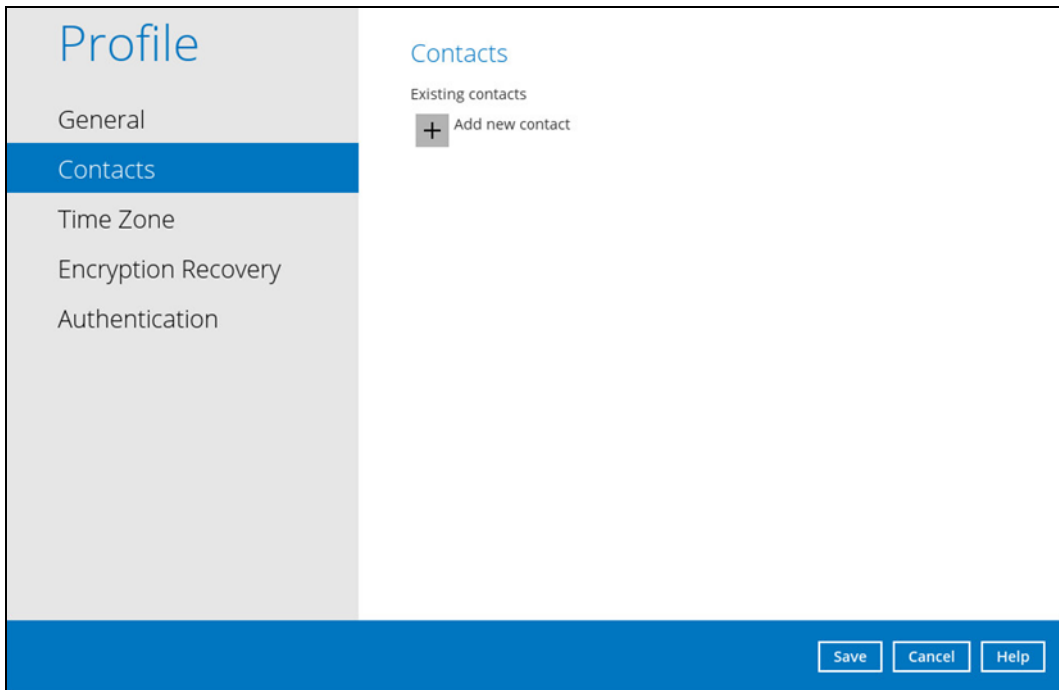 Profile
General
Contacts
Time Zone
Encryption Recovery
Authentication
Contacts
Existing contacts
+ Add new contact
Save Cancel Help